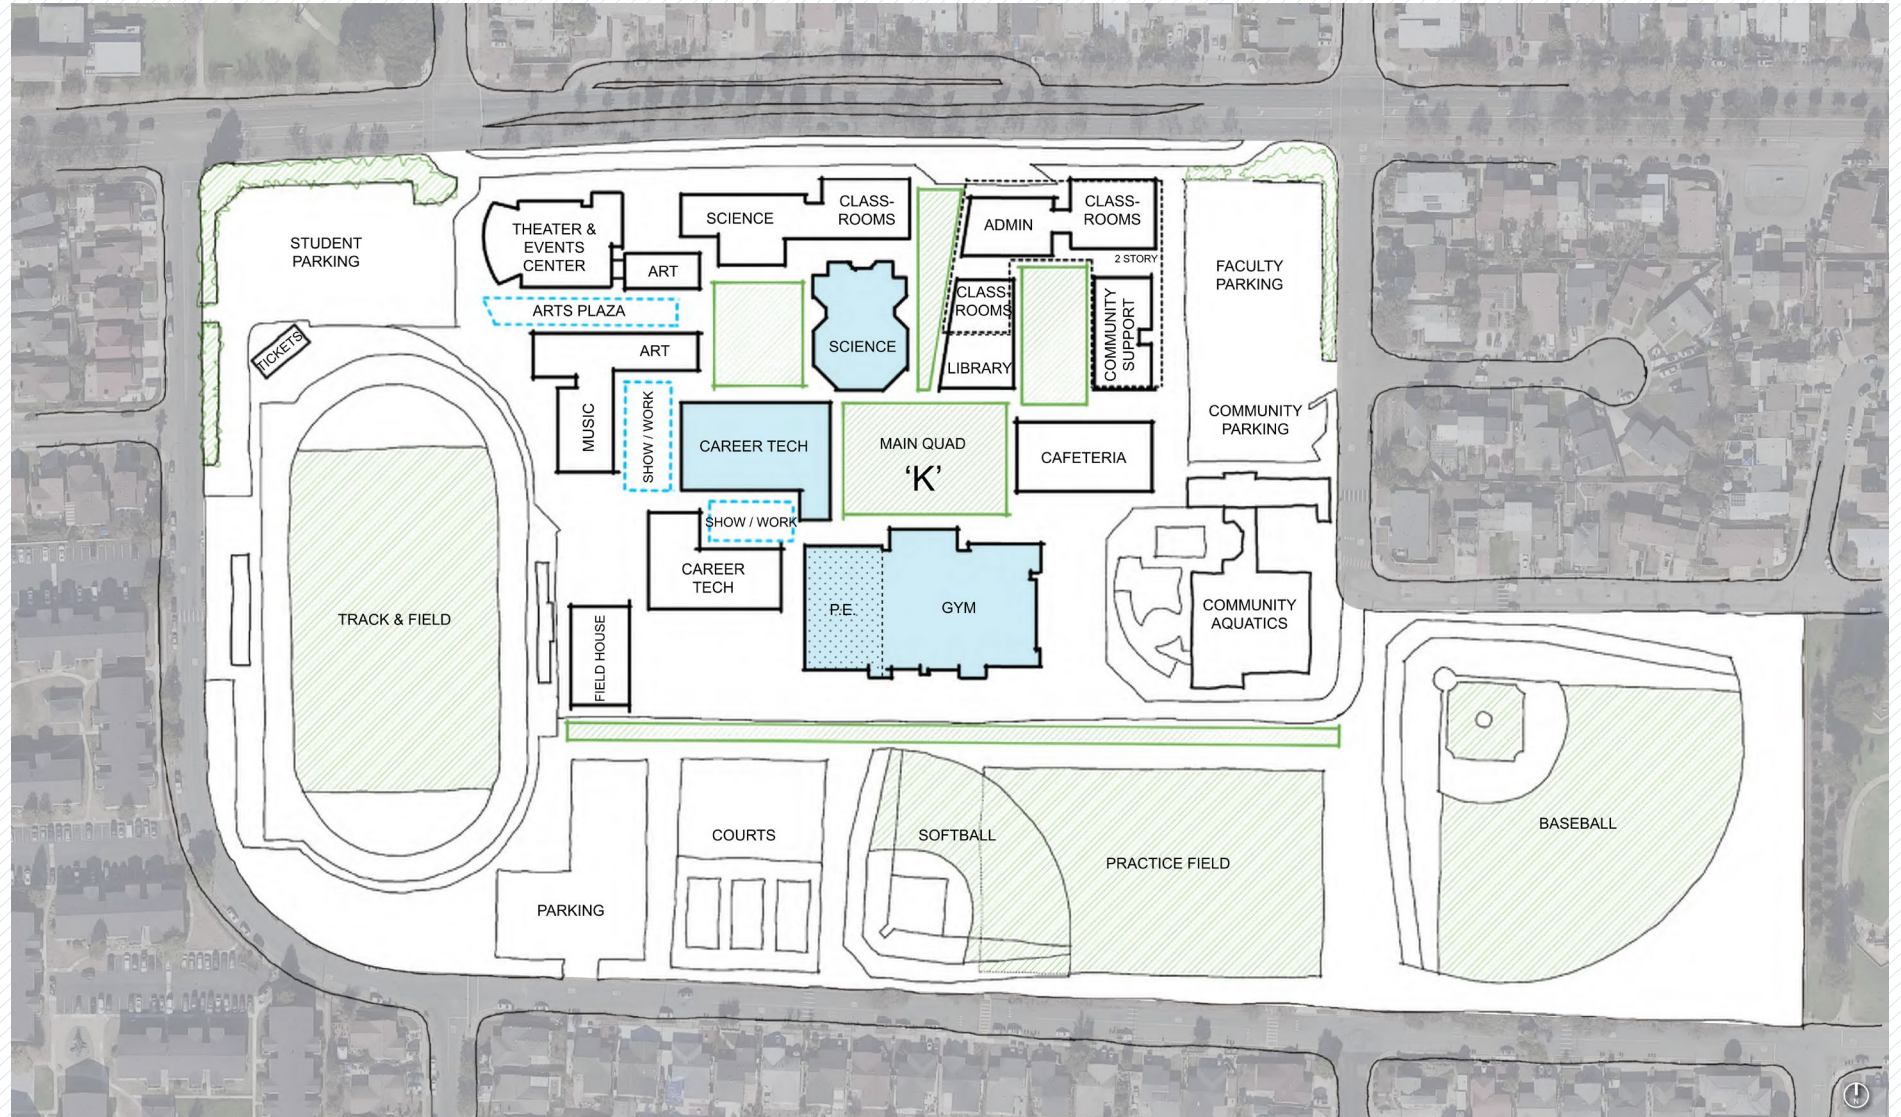 SCIENCE
CLASS-
ROOMS
ADMIN
CLASS-
ROOMS
THEATER &
EVENTS
CENTER
STUDENT
PARKING
ART
2 STORY
FACULTY
PARKING
CLASS-
ROOMS
ARTS PLAZA
TICKETS
ART
SCIENCE
LIBRARY
COMMUNITY
SUPPORT
COMMUNITY
PARKING
MUSIC
SHOW / WORK
CAREER TECH
MAIN QUAD
‘K’
CAFETERIA
SHOW / WORK
CAREER
TECH
P.E.
GYM
COMMUNITY
AQUATICS
TRACK & FIELD
FIELD HOUSE
COURTS
SOFTBALL
PRACTICE FIELD
BASEBALL
PARKING
N